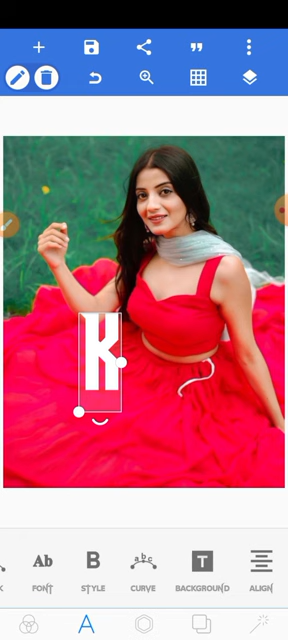 K
Ab
B
abc
T
K
FONT
STYLE
CURVE
BACKGROUND
ALIGN
A